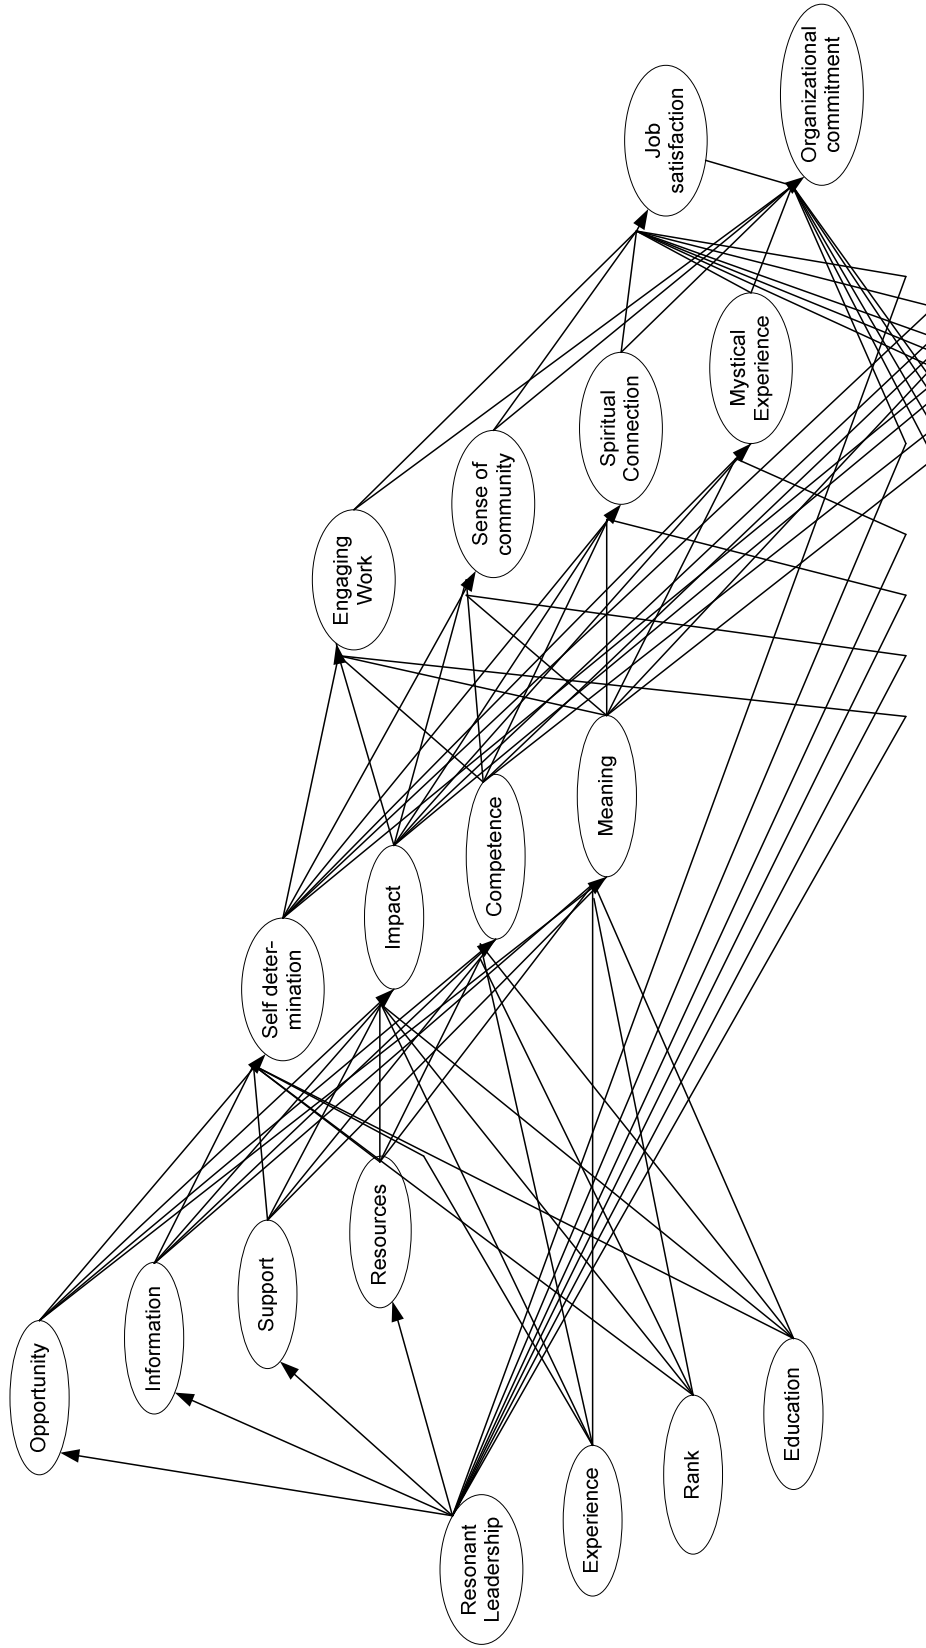 Opportunity
Information
Support
Resources
Resonant
Leadership
Experience
Rank
Education
Self deter-
mination
Impact
Competence
Meaning
Engaging
Work
Sense of
community
Spiritual
Connection
Mystical
Experience
Job
satisfaction
Organizational
commitment